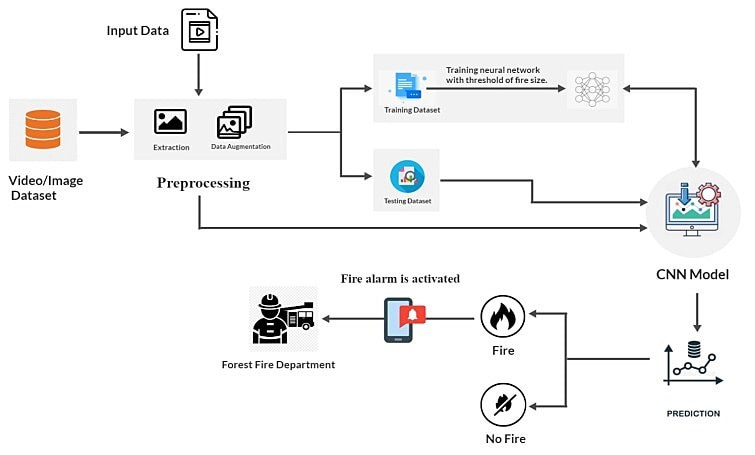 Input Data
Training neural network
with threshold of fire size.
Training Dataset
Extraction
Data Augmentation
Video/Image
Dataset
Preprocessing
Testing Dataset
CNN Model
Fire alarm is activated
Fire
Forest Fire Department
PREDICTION
No Fire